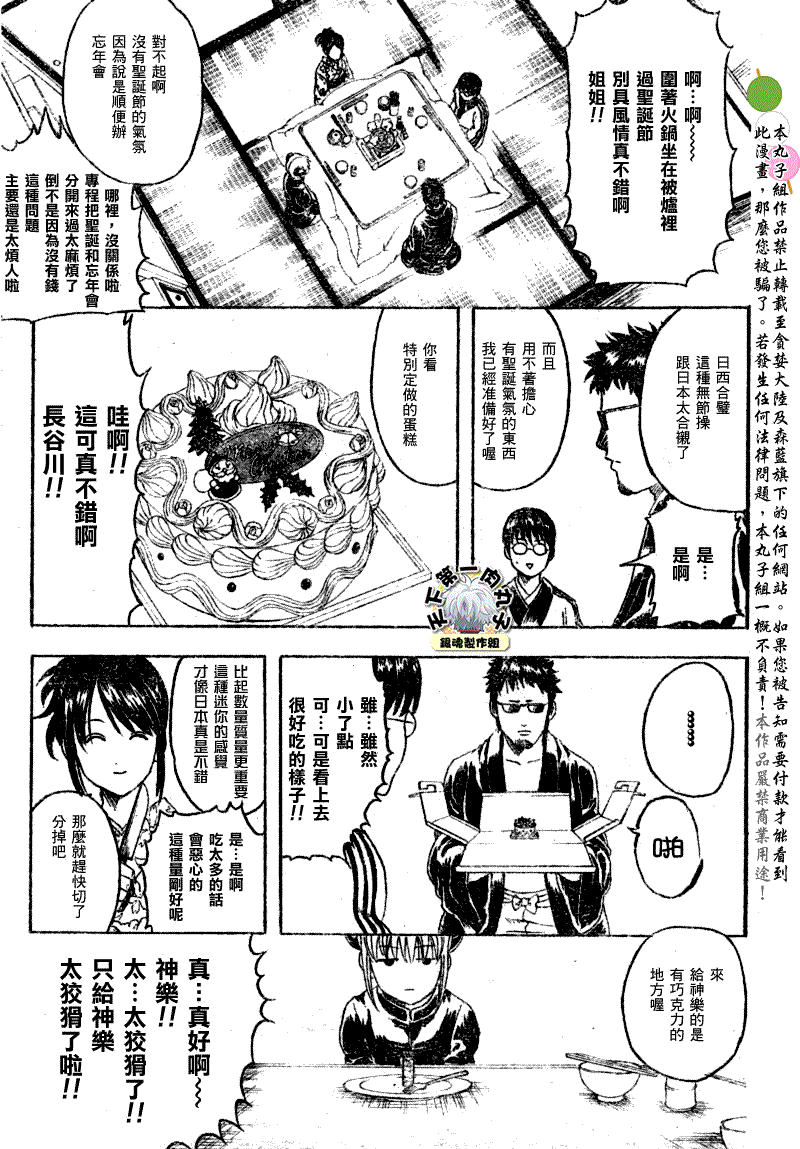 啊…啊～～
圍著火鍋坐在被爐裡
過聖誕節
別具風情真不錯啊
姐姐!!
對不起啊
沒有聖誕節的氣氛
因為說是順便辦
忘年會
哪裡，沒關係啦
專程把聖誕和忘年會
分開來過太麻煩了
倒不是因為沒有錢
這種問題
主要還是太煩人啦
日西合璧
這種無節操
跟日本太合襯了
是…
是啊
而且
用不著擔心
有聖誕氣氛的東西
我已經準備好了喔
你看
特別定做的蛋糕
哇啊!!
這可真不錯啊
長谷川!!
天下第一肉丸子
銀魂製作組
啪
雖…雖然
小了點
可…可是看上去
很好吃的樣子!!
比起數量質量更重要
這種迷你的感覺
才像日本真是不錯
是…是啊
吃太多的話
會惡心的
這種量剛好呢
那麼就趕快切了
分掉吧
來
給神樂的是
有巧克力的
地方喔
真…真好啊～
神樂!!
太…太狡猾了!!
只給神樂
太狡猾了啦!!
本丸子組作品禁止轉載至貪婪大陸及森藍旗下的任何網站。如果您被告知需要付款才能看到
此漫畫，那麼您被騙了。若發生任何法律問題，本丸子組一概不負責！本作品嚴禁商業用途！